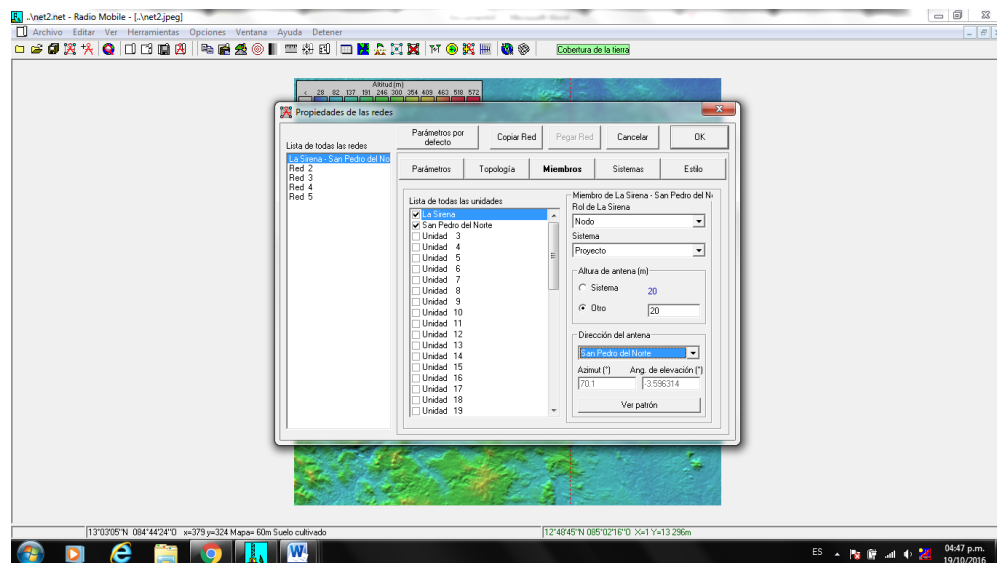 ..\net2.net - Radio Mobile - [..\net2.jpeg]
Archivo Editar Ver Herramientas Opciones Ventana Ayuda Detener
Cobertura de la tierra
Altitud (m)
< 28 82 137 191 246 300 354 409 463 518 572
Propiedades de las redes
Lista de todas las redes
La Sirena - San Pedro del No
Red 2
Red 3
Red 4
Red 5
Parámetros por defecto
Copiar Red
Pegar Red
Cancelar
OK
Parámetros
Topología
Miembros
Sistemas
Estilo
Lista de todas las unidades
La Sirena
San Pedro del Norte
Unidad 3
Unidad 4
Unidad 5
Unidad 6
Unidad 7
Unidad 8
Unidad 9
Unidad 10
Unidad 11
Unidad 12
Unidad 13
Unidad 14
Unidad 15
Unidad 16
Unidad 17
Unidad 18
Unidad 19
Miembro de La Sirena - San Pedro del No
Rol de La Sirena
Nodo
Sistema
Proyecto
Altura de antena (m)
Sistema 20
Otro 20
Dirección del antena
San Pedro del Norte
Azimut (°) Ang. de elevación (°)
70.1 -3.596314
Ver patrón
13°03'05"N 084°44'24"O x=379 y=324 Mapa= 60m Suelo cultivado
12°48'45"N 085°02'16"O X=1 Y=13 296m
ES
04:47 p.m.
19/10/2016